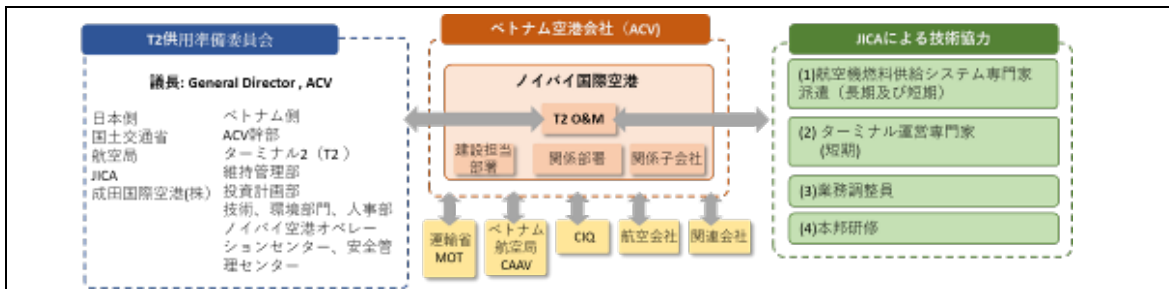 T2供用準備委員会
議長: General Director , ACV
日本側
国土交通省
航空局
JICA
成田国際空港(株)
ベトナム側
ACV幹部
ターミナル2（T2 ）
維持管理部
投資計画部
技術、環境部門、人事部
ノイバイ空港オペレー
ションセンター、安全管
理センター
ベトナム空港会社（ACV)
ノイバイ国際空港
T2 O&M
建設担当
部署
関係部署
関係子会社
運輸省
MOT
ベトナム
航空局
CAAV
CIQ
航空会社
関連会社
JICAによる技術協力
(1)航空機燃料供給システム専門家
派遣（長期及び短期）
(2) ターミナル運営専門家
(短期)
(3)業務調整員
(4)本邦研修